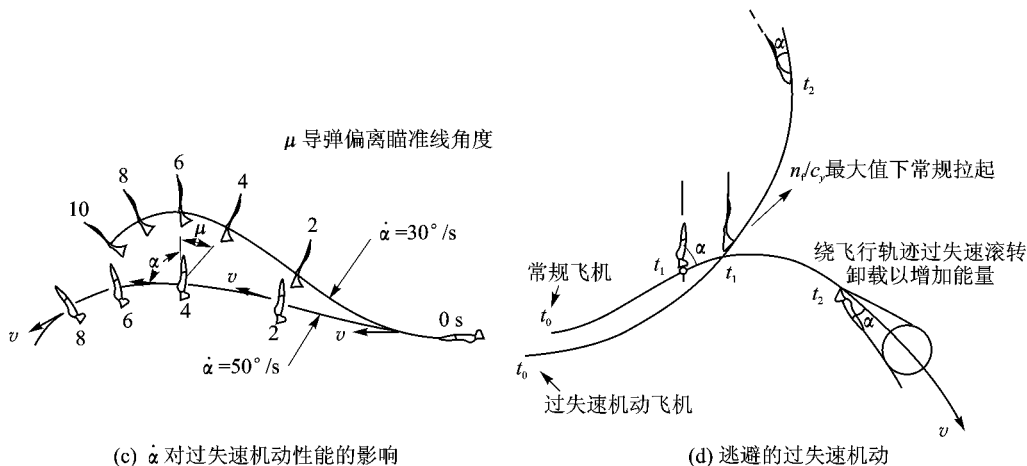 μ 导弹偏离瞄准线角度
10
8
6
4
2
μ
α
α̇=30°/s
v
v
v
v
8
6
4
2
0 s
α̇=50°/s
(c) α̇ 对过失速机动性能的影响
α
t₂
nf/cy最大值下常规拉起
α
t₁
t₁
常规飞机
t₀
t₀
过失速机动飞机
绕飞行轨迹过失速滚转
卸载以增加能量
t₂
α
v
(d) 逃避的过失速机动